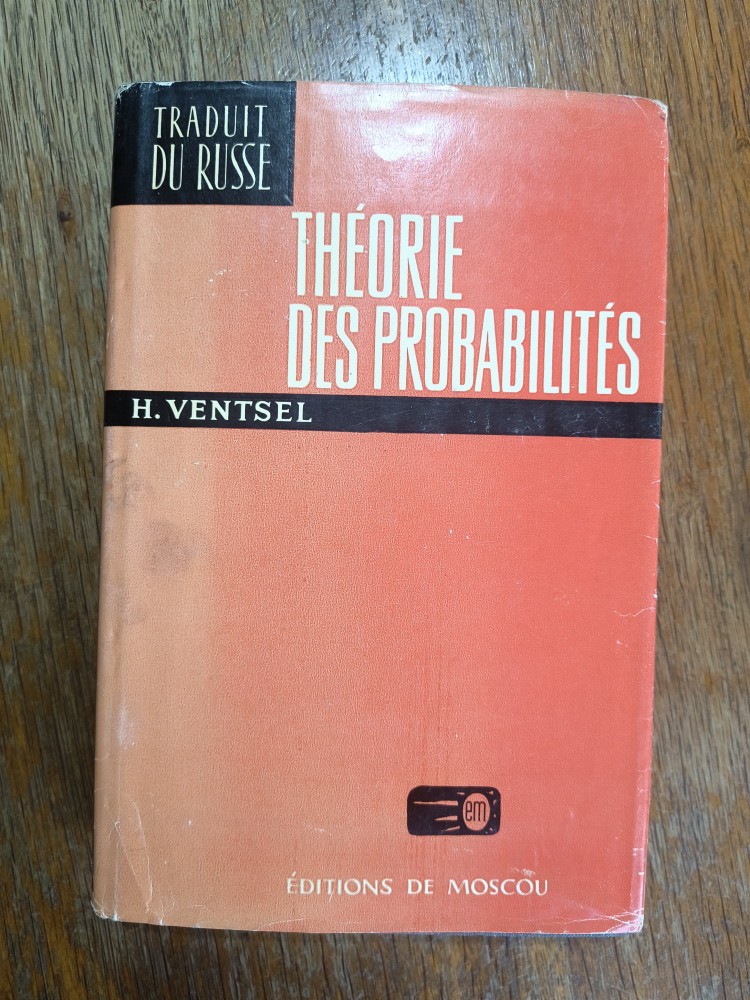 TRADUIT
DU RUSSE
THÉORIE
DES PROBABILITÉS
H. VENTSEL
em
ÉDITIONS DE MOSCOU